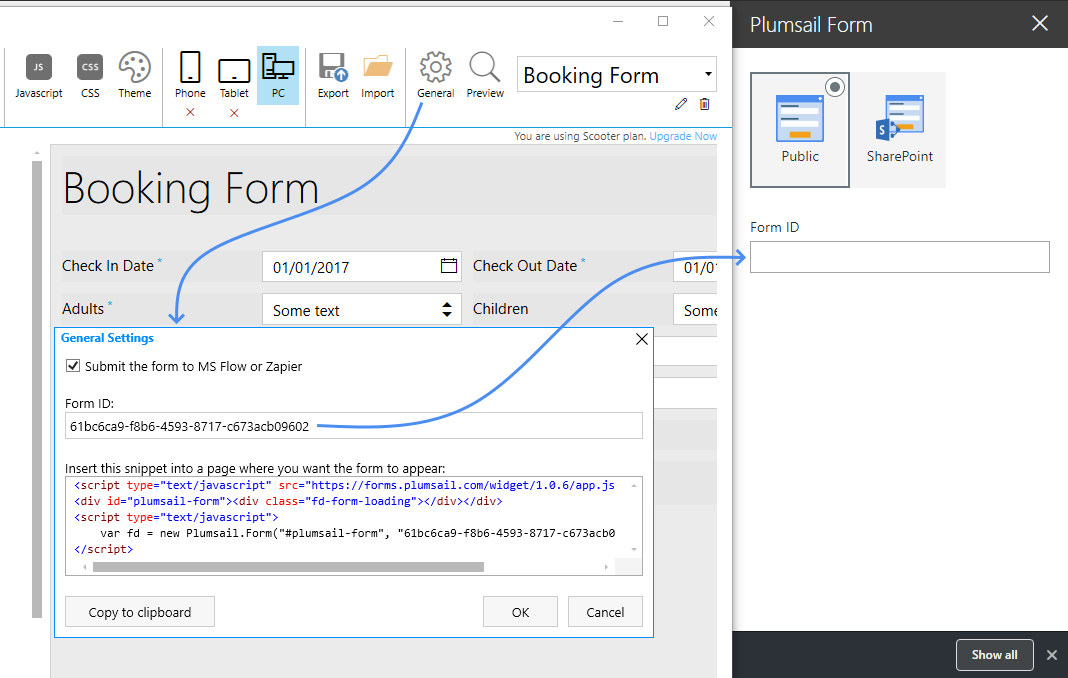 Plumsail Form
JS
CSS
Javascript
CSS
Theme
Phone
Tablet
PC
Export
Import
General
Preview
Booking Form
You are using Scooter plan. Upgrade Now
Public
SharePoint
Booking Form
Form ID
Check In Date *
01/01/2017
Check Out Date *
01/01
Adults *
Some text
Children
Some
General Settings
Submit the form to MS Flow or Zapier
Form ID:
61bc6ca9-f8b6-4593-8717-c673acb09602
Insert this snippet into a page where you want the form to appear:
<script type="text/javascript" src="https://forms.plumsail.com/widget/1.0.6/app.js
<div id="plumsail-form"><div class="fd-form-loading"></div></div>
<script type="text/javascript">
var fd = new Plumsail.Form("#plumsail-form", "61bc6ca9-f8b6-4593-8717-c673acb0
</script>
Copy to clipboard
OK
Cancel
Show all